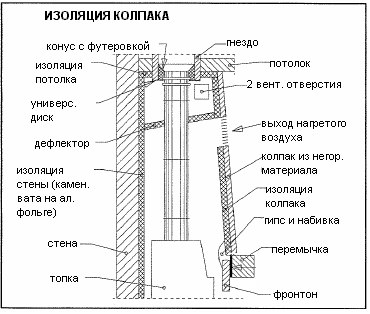 ИЗОЛЯЦИЯ КОЛПАКА
конус с футеровкой
гнездо
изоляция
потолка
потолок
универс.
диск
2 вент. отверстия
дефлектор
выход нагретого
воздуха
изоляция
стены (камен.
вата на ал.
фольге)
колпак из негор.
материала
изоляция
колпака
гипс и набивка
стена
перемычка
топка
фронтон